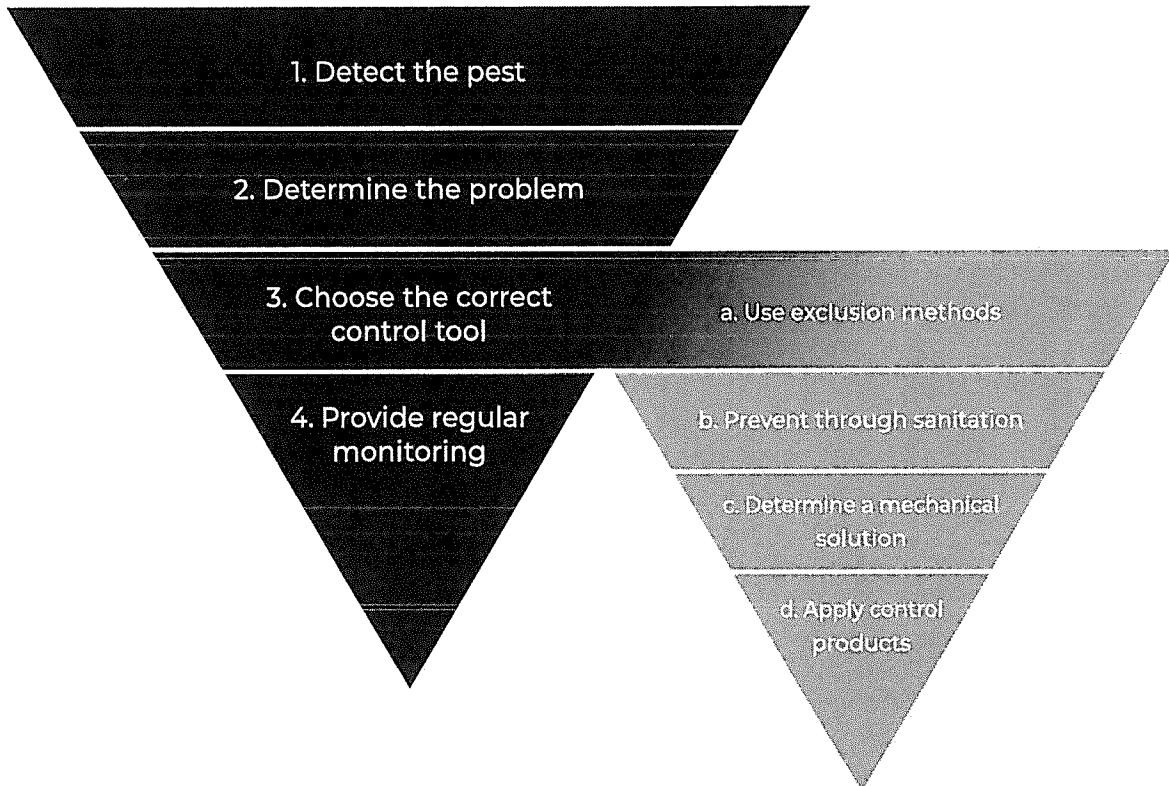 1. Detect the pest
2. Determine the problem
3. Choose the correct
control tool
a. Use exclusion methods
4. Provide regular
monitoring
b. Prevent through sanitation
c. Determine a mechanical
solution
d. Apply control
products